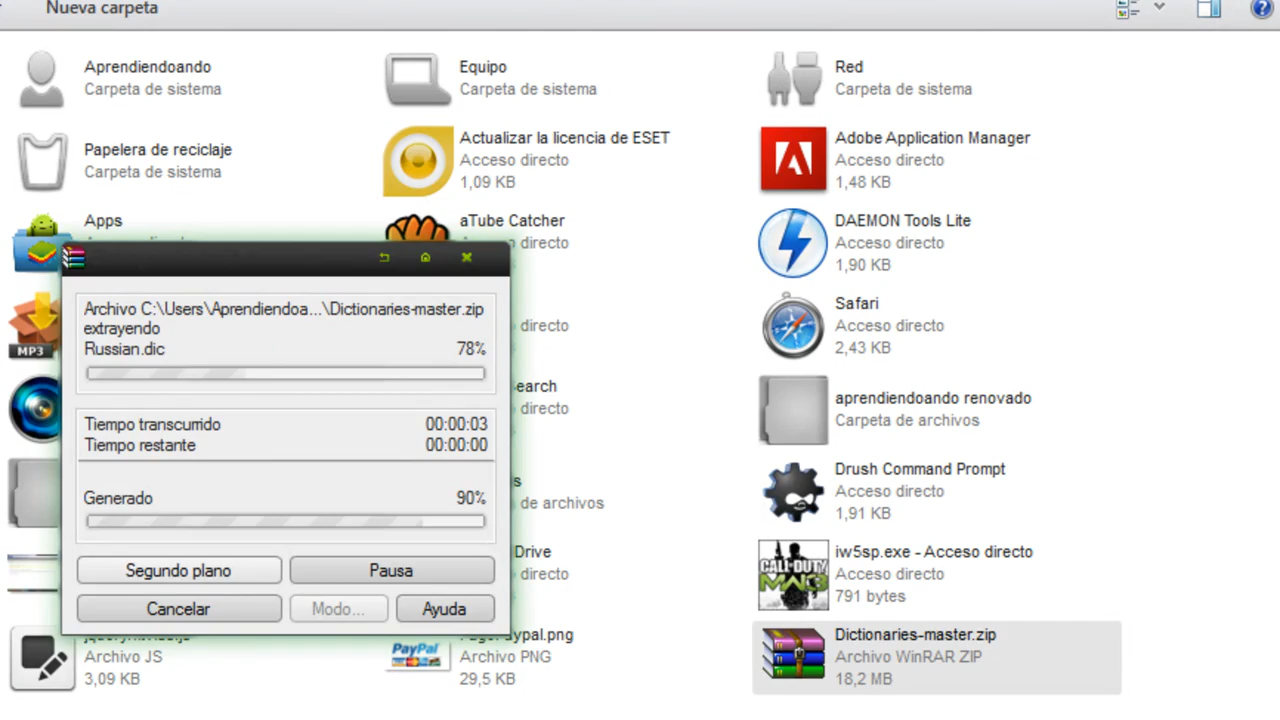 Nueva carpeta
Aprendiendoando
Carpeta de sistema
Equipo
Carpeta de sistema
Red
Carpeta de sistema
Papelera de reciclaje
Carpeta de sistema
Actualizar la licencia de ESET
Acceso directo
1,09 KB
Adobe Application Manager
Acceso directo
1,48 KB
Apps
aTube Catcher
directo
DAEMON Tools Lite
Acceso directo
1,90 KB
MP3
directo
Safari
Acceso directo
2,43 KB
earch
directo
aprendiendoando renovado
Carpeta de archivos
s
de archivos
Drush Command Prompt
Acceso directo
1,91 KB
Drive
directo
CALL OF DUTY
MW3
iw5sp.exe - Acceso directo
Acceso directo
791 bytes
Archivo JS
3,09 KB
PayPal
ypal.png
Archivo PNG
29,5 KB
Dictionaries-master.zip
Archivo WinRAR ZIP
18,2 MB
Archivo C:\Users\Aprendiendoa...\Dictionaries-master.zip
extrayendo
Russian.dic 78%
Tiempo transcurrido 00:00:03
Tiempo restante 00:00:00
Generado 90%
Segundo plano
Pausa
Cancelar
Modo...
Ayuda